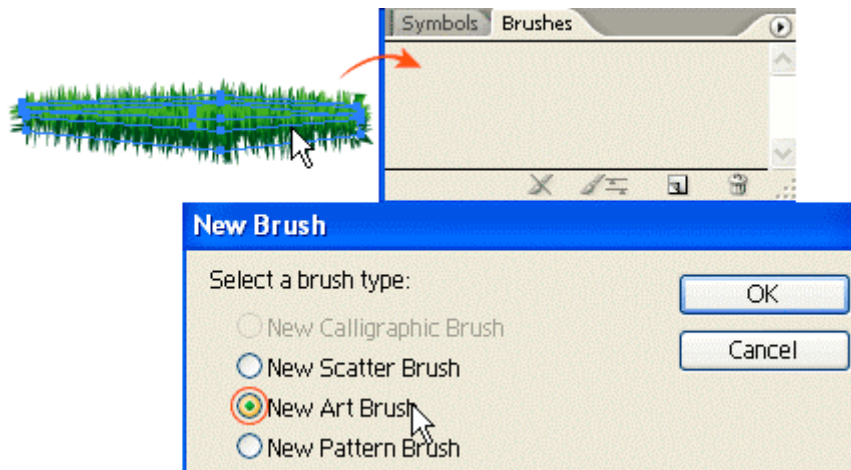 Symbols Brushes
New Brush
Select a brush type:
New Calligraphic Brush
New Scatter Brush
New Art Brush
New Pattern Brush
OK
Cancel